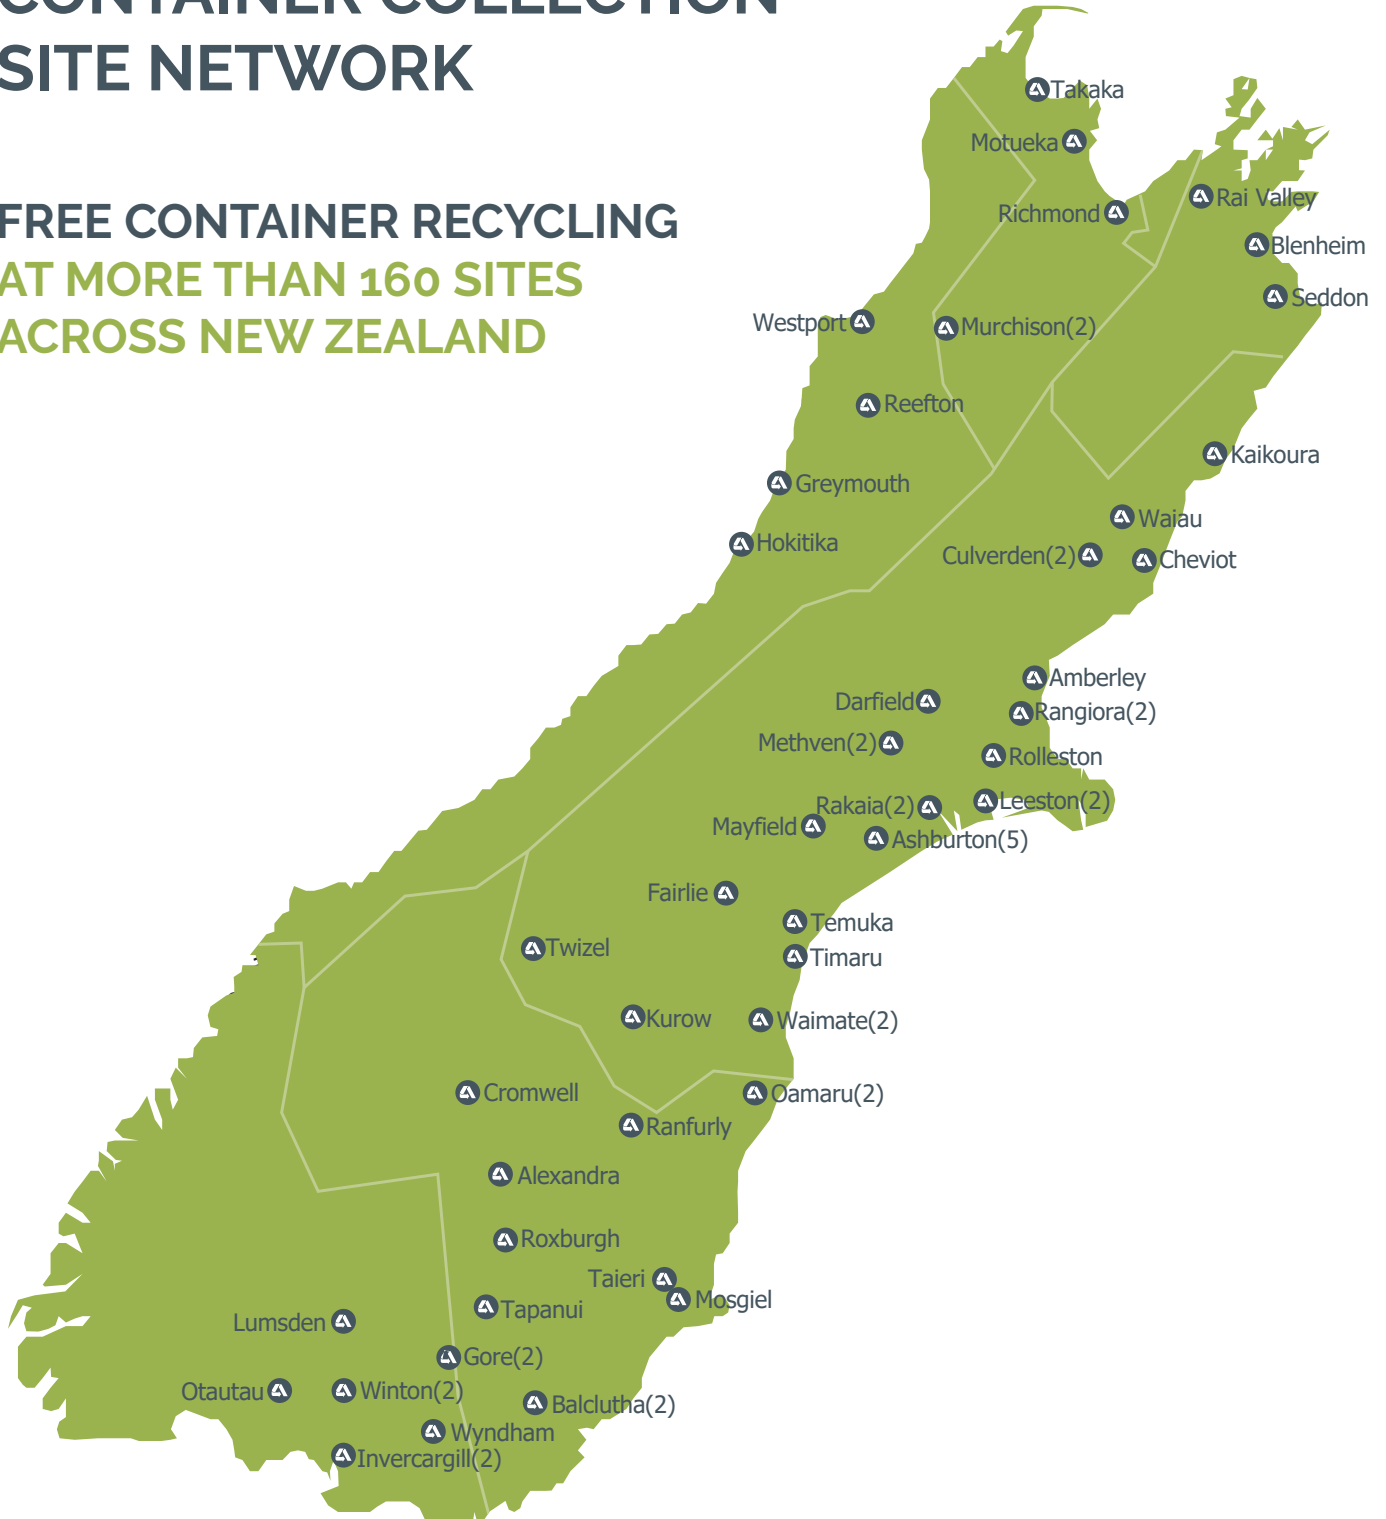 CONTAINER COLLECTION
SITE NETWORK
FREE CONTAINER RECYCLING
AT MORE THAN 160 SITES
ACROSS NEW ZEALAND
Takaka
Motueka
Richmond
Rai Valley
Blenheim
Seddon
Westport
Murchison(2)
Reefton
Kaikoura
Greymouth
Waiau
Hokitika
Culverden(2)
Cheviot
Amberley
Darfield
Rangiora(2)
Methven(2)
Rolleston
Rakaia(2)
Leeston(2)
Mayfield
Ashburton(5)
Fairlie
Temuka
Twizel
Timaru
Kurow
Waimate(2)
Cromwell
Oamaru(2)
Ranfurly
Alexandra
Roxburgh
Taieri
Mosgiel
Tapanui
Lumsden
Gore(2)
Otautau
Winton(2)
Balclutha(2)
Wyndham
Invercargill(2)